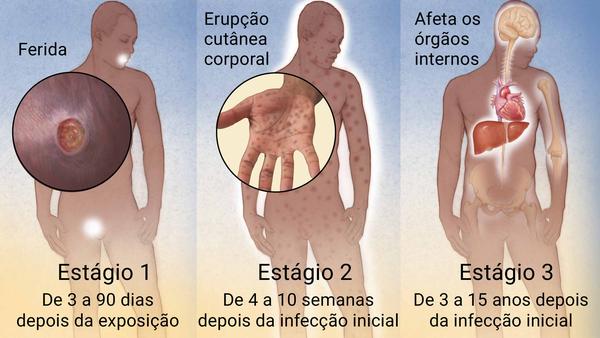 Ferida
Estágio 1
De 3 a 90 dias
depois da exposição
Erupção
cutânea
corporal
Estágio 2
De 4 a 10 semanas
depois da infecção inicial
Afeta os
órgãos
internos
Estágio 3
De 3 a 15 anos depois
da infecção inicial